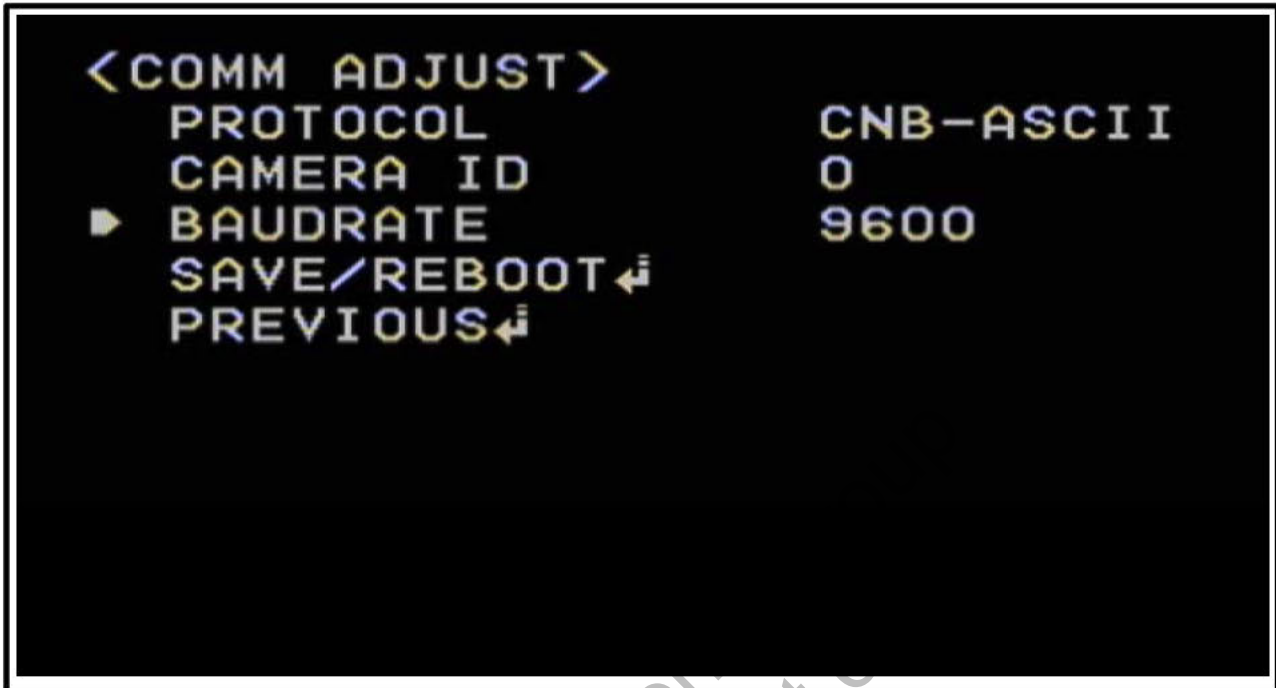 <COMM ADJUST>
PROTOCOL CNB-ASCII
CAMERA ID 0
BAUDRATE 9600
SAVE/REBOOT↲
PREVIOUS↲